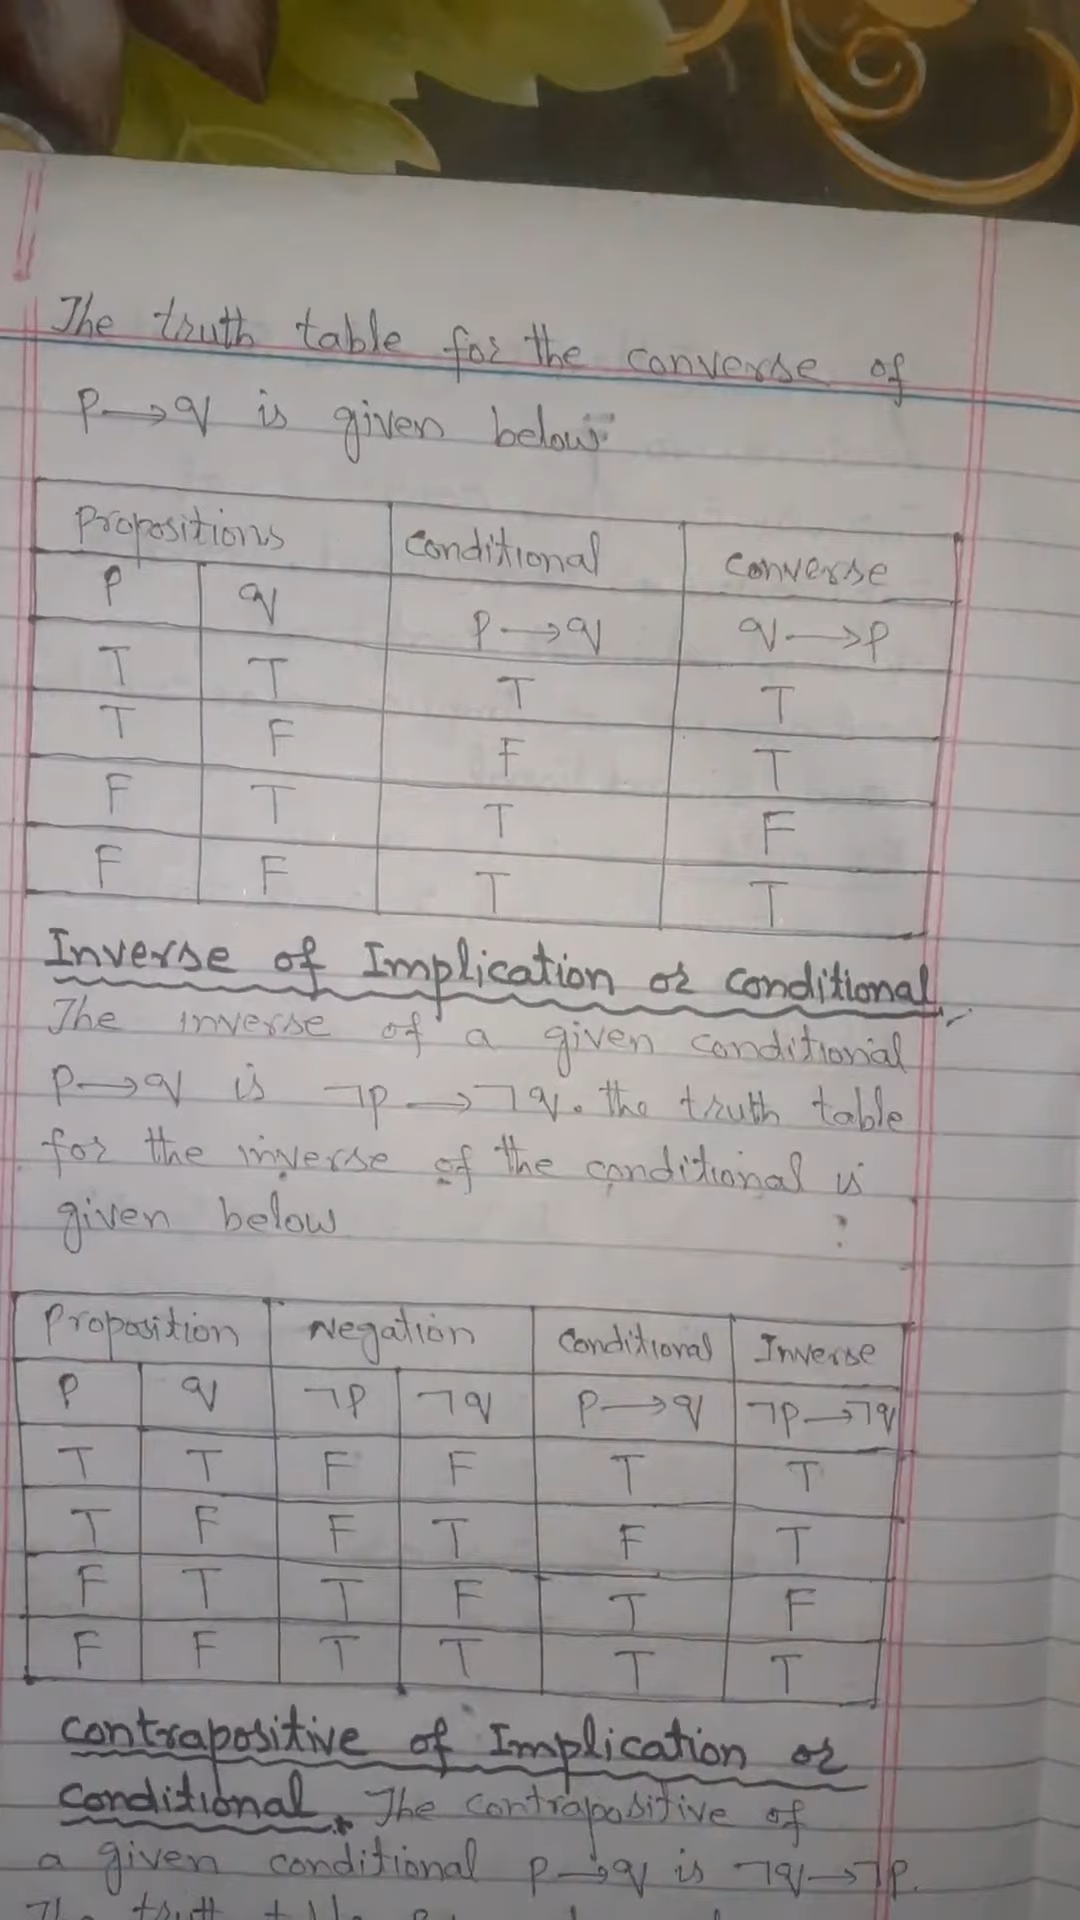 The truth table for the converse of
p→q is given below
Propositions Conditional Converse
P q p→q q→p
T T T T
T F F T
F T T F
F F T T
Inverse of Implication or Conditional
The inverse of a given conditional
p→q is ¬p→¬q. the truth table
for the inverse of the conditional is
given below :
Proposition Negation Conditional Inverse
P q ¬P ¬q P→q ¬P→¬q
T T F F T T
T F F T F T
F T T F T F
F F T T T T
Contrapositive of Implication or
Conditional. The contrapositive of
a given conditional p→q is ¬q→¬p.